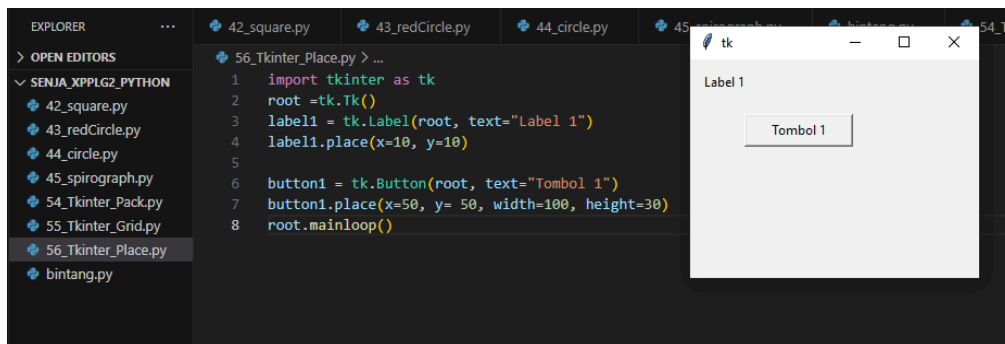 EXPLORER ···
OPEN EDITORS
SENJA_XPPLG2_PYTHON
42_square.py
43_redCircle.py
44_circle.py
45_spirograph.py
54_Tkinter_Pack.py
55_Tkinter_Grid.py
56_Tkinter_Place.py
bintang.py
42_square.py 43_redCircle.py 44_circle.py
56_Tkinter_Place.py > ...
1 import tkinter as tk
2 root =tk.Tk()
3 label1 = tk.Label(root, text="Label 1")
4 label1.place(x=10, y=10)
5
6 button1 = tk.Button(root, text="Tombol 1")
7 button1.place(x=50, y= 50, width=100, height=30)
8 root.mainloop()
tk
Label 1
Tombol 1